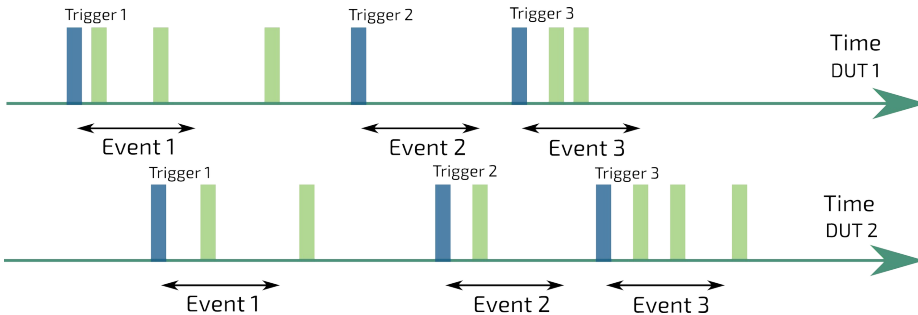 Trigger 1
Trigger 2
Trigger 3
Time
DUT 1
Event 1
Event 2
Event 3
Trigger 1
Trigger 2
Trigger 3
Time
DUT 2
Event 1
Event 2
Event 3